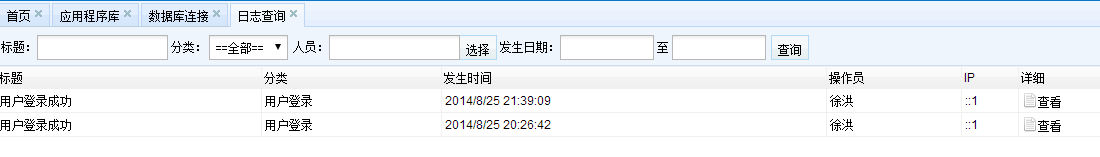 首页 应用程序库 数据库连接 日志查询
标题： 分类： ==全部== 人员： 选择 发生日期： 至 查询
标题 分类 发生时间 操作员 IP 详细
用户登录成功 用户登录 2014/8/25 21:39:09 徐洪 ::1 查看
用户登录成功 用户登录 2014/8/25 20:26:42 徐洪 ::1 查看